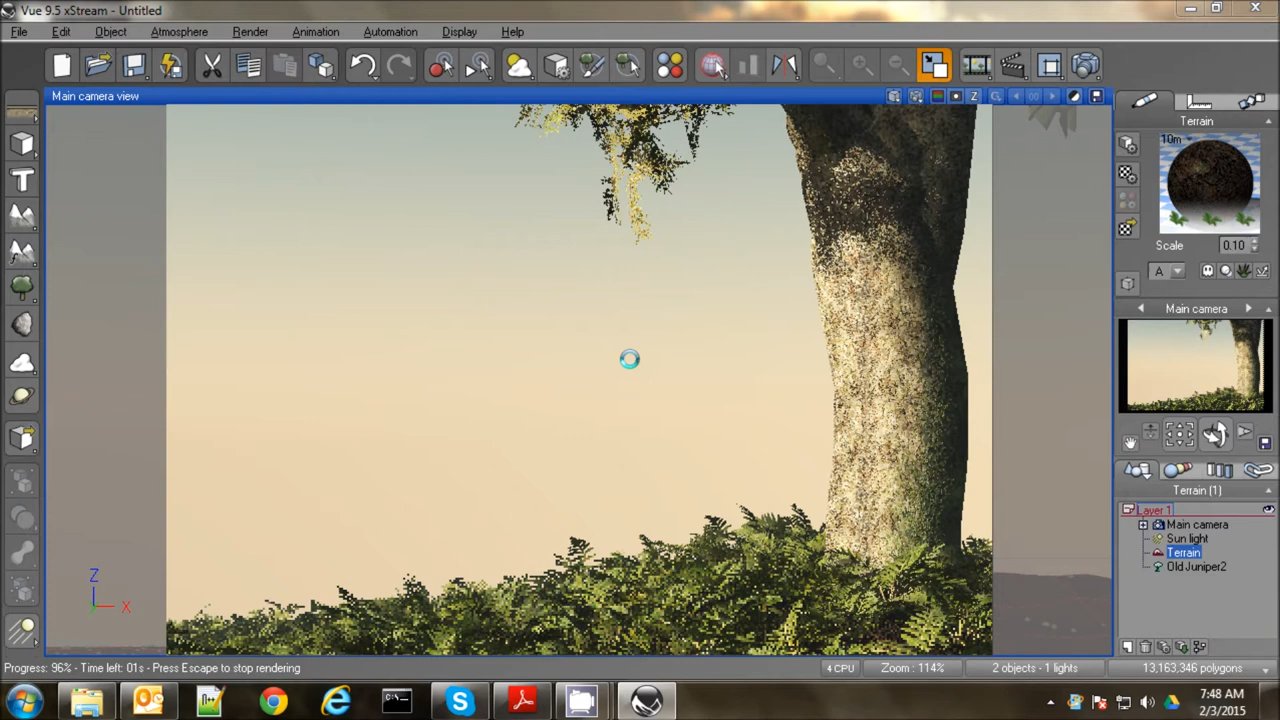 Vue 9.5 xStream - Untitled
File Edit Object Atmosphere Render Animation Automation Display Help
Main camera view
Z
Terrain
10m
Scale 0.10
A
Main camera
Terrain (1)
Layer 1
Main camera
Sun light
Terrain
Old Juniper2
Z
X
Progress: 96% - Time left: 01s - Press Escape to stop rendering
4 CPU
Zoom : 114%
2 objects - 1 lights
13,163,346 polygons
7:48 AM
2/3/2015